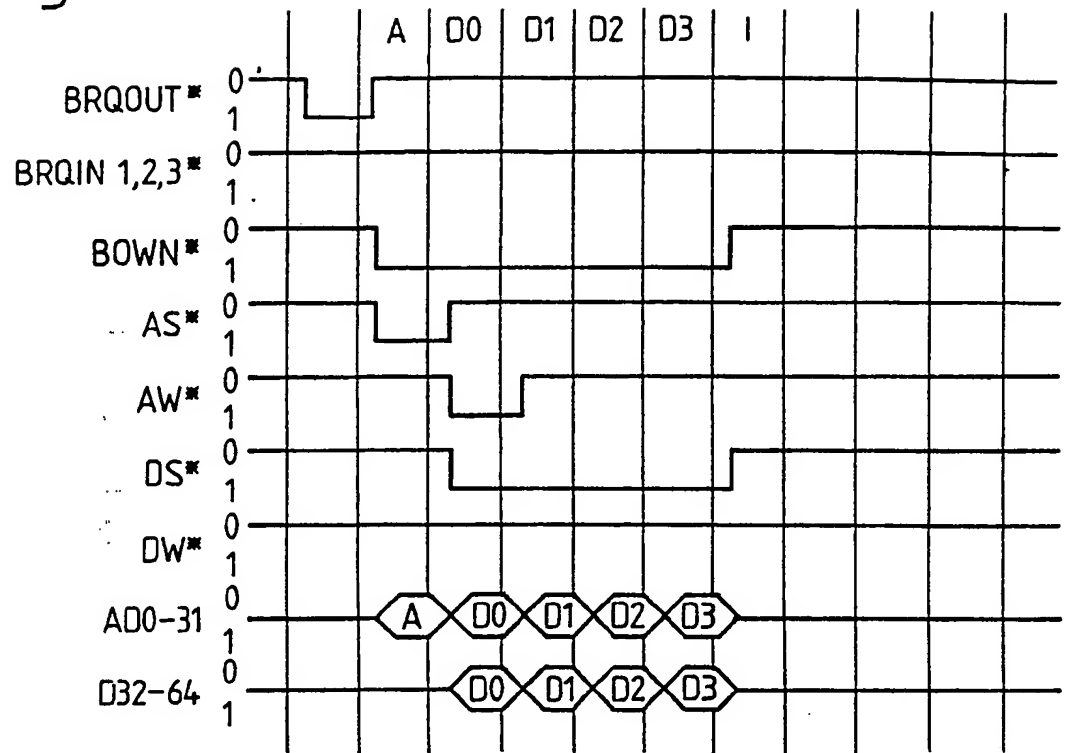 A D0 D1 D2 D3 I
BRQOUT* 0 1
BRQIN 1,2,3* 0 1
BOWN* 0 1
AS* 0 1
AW* 0 1
DS* 0 1
DW* 0 1
AD0-31 0 1 A D0 D1 D2 D3
D32-64 0 1 D0 D1 D2 D3